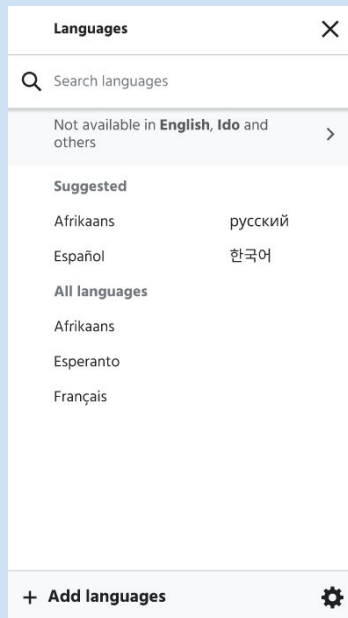 Languages
Search languages
Not available in English, Ido and
others
Suggested
Afrikaans русский
Español 한국어
All languages
Afrikaans
Esperanto
Français
+ Add languages